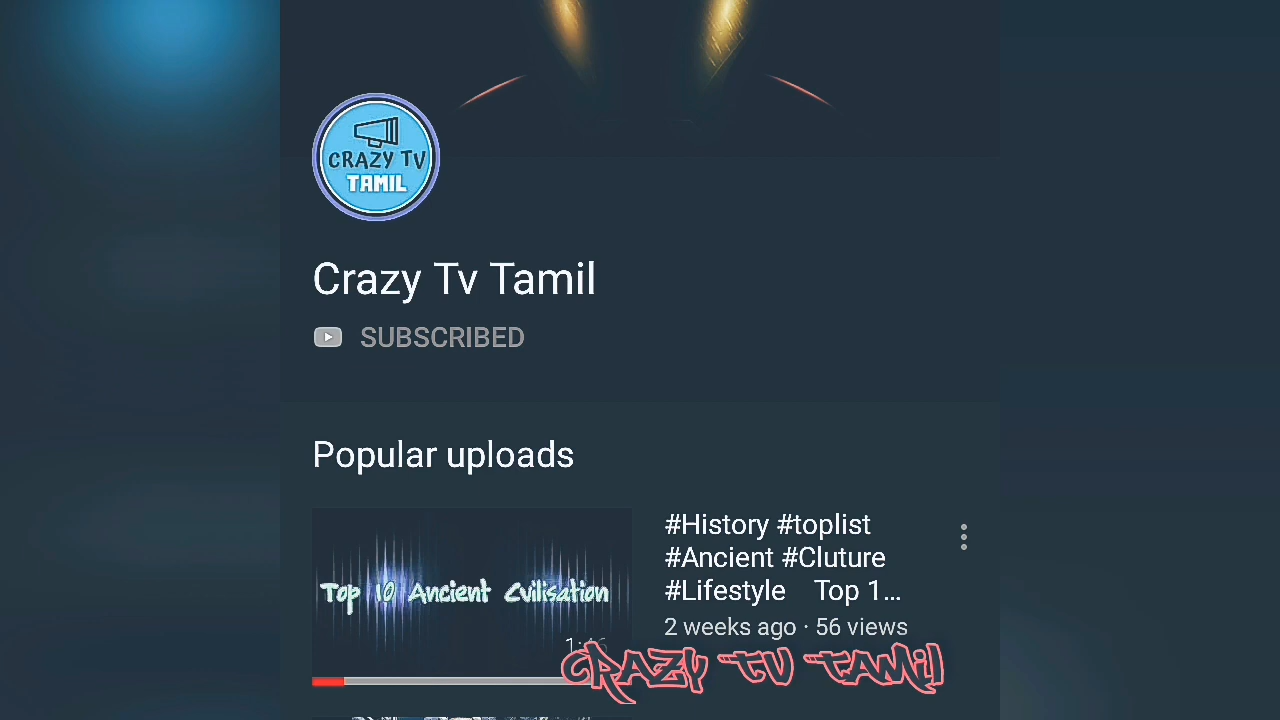 CRAZY TV
TAMIL
Crazy Tv Tamil
SUBSCRIBED
Popular uploads
#History #toplist
#Ancient #Cluture
#Lifestyle Top 1...
2 weeks ago · 56 views
Top 10 Ancient Cvilisation
CRAZY TV TAMil